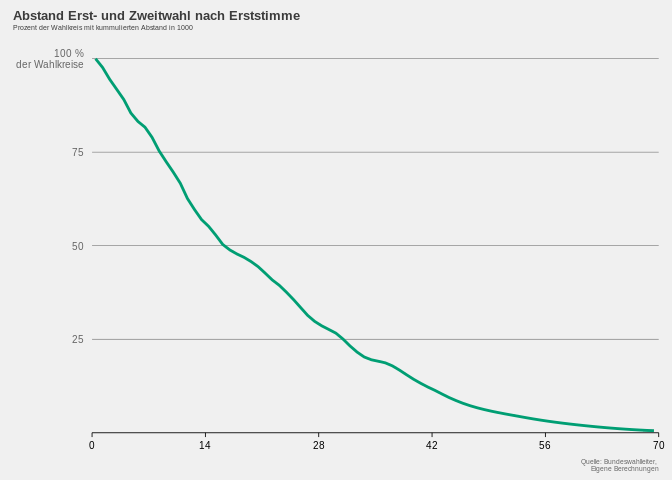 Abstand Erst- und Zweitwahl nach Erststimme
Prozent der Wahlkreis mit kummulierten Abstand in 1000
100 %
der Wahlkreise
75
50
25
0 14 28 42 56 70
Quelle: Bundeswahlleiter,
Eigene Berechnungen